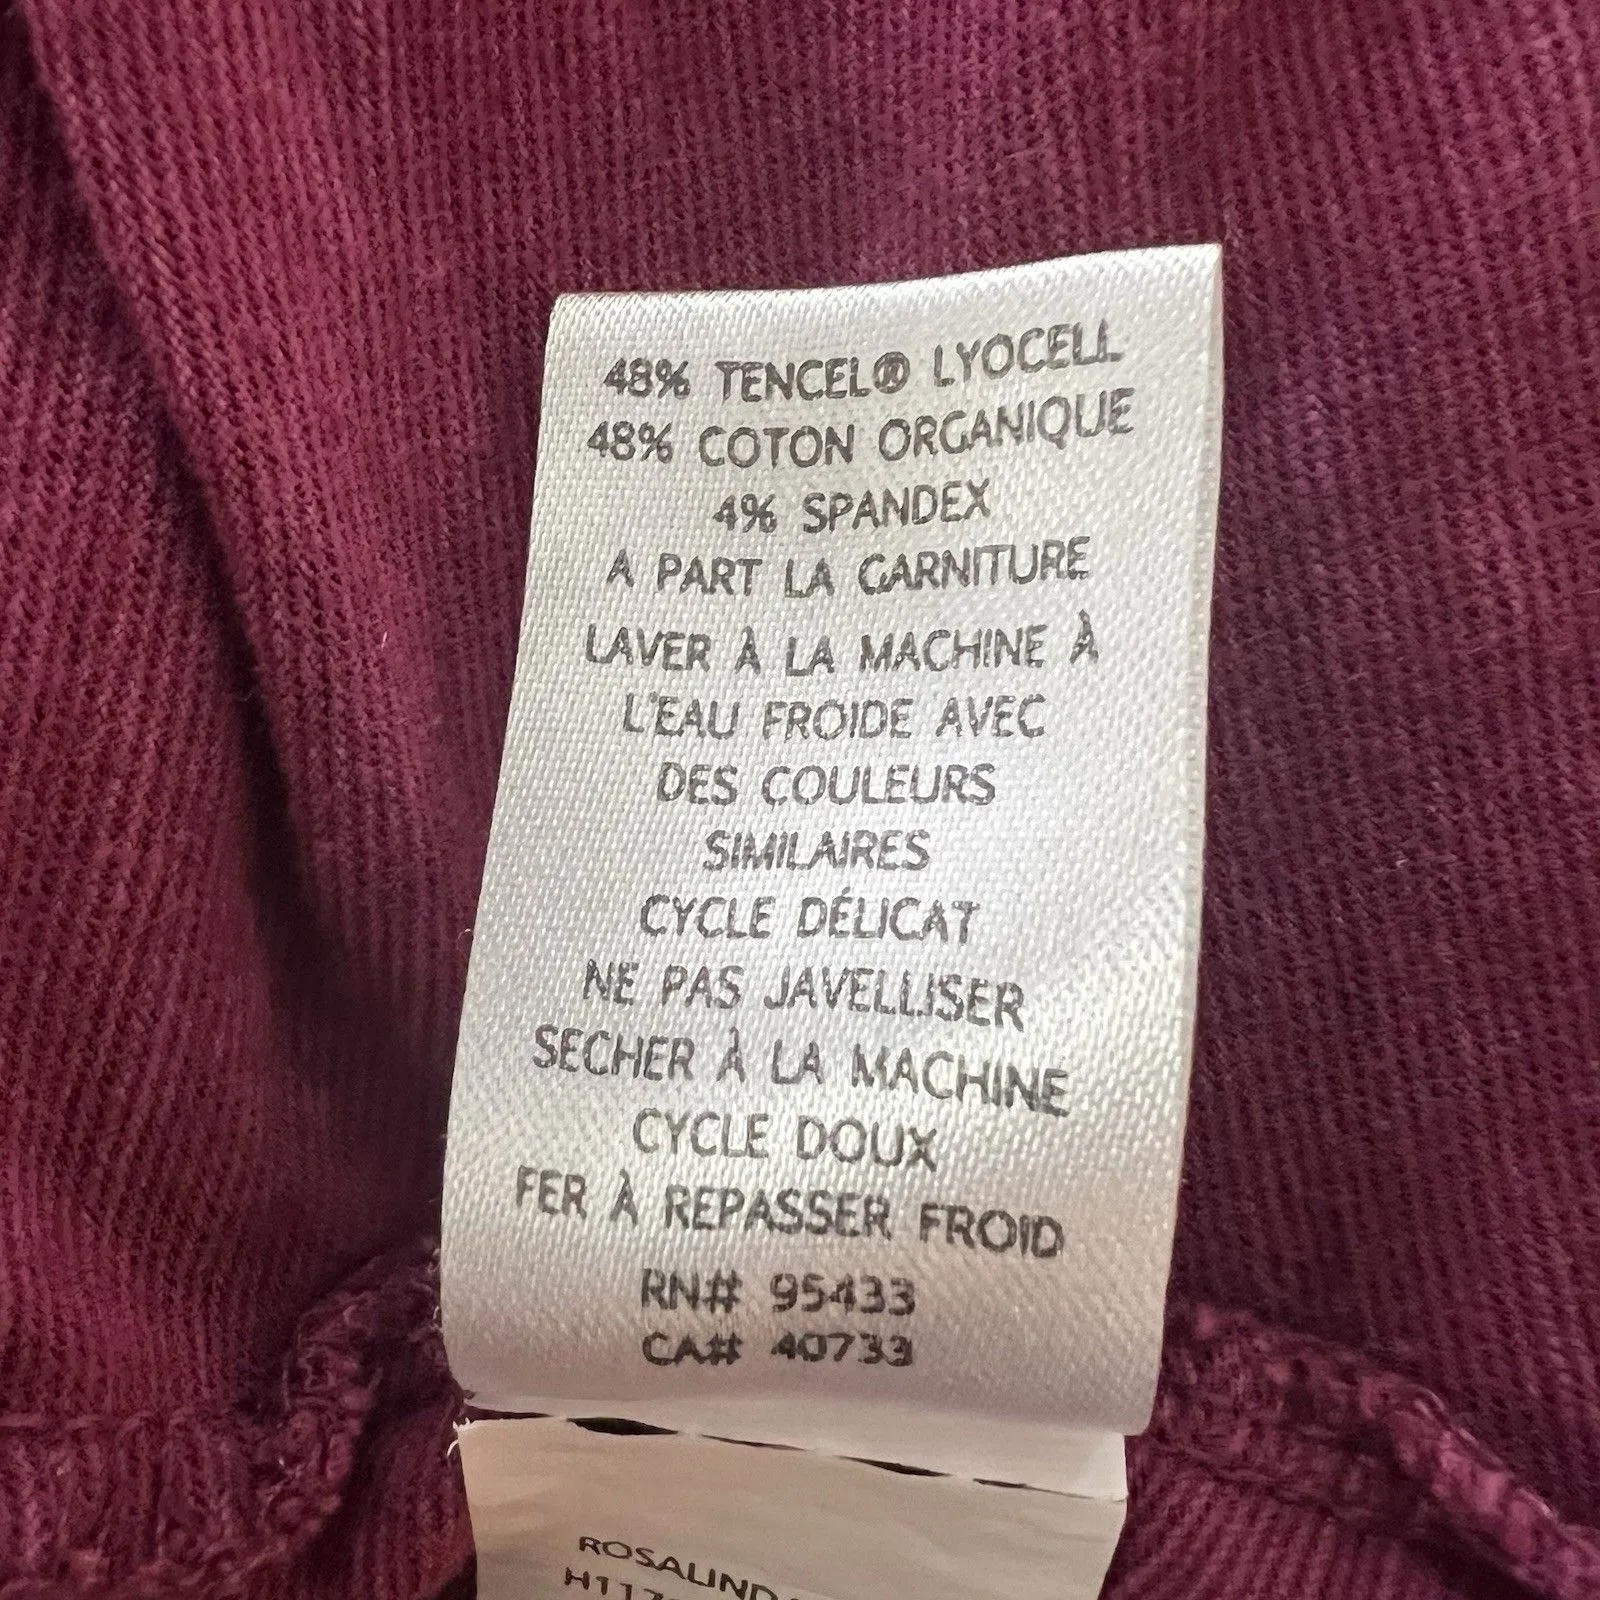 48% TENCEL® LYOCELL
48% COTON ORGANIQUE
4% SPANDEX
A PART LA GARNITURE
LAVER À LA MACHINE À
L'EAU FROIDE AVEC
DES COULEURS
SIMILAIRES
CYCLE DÉLICAT
NE PAS JAVELLISER
SECHER À LA MACHINE
CYCLE DOUX
FER À REPASSER FROID
RN# 95433
CA# 40733